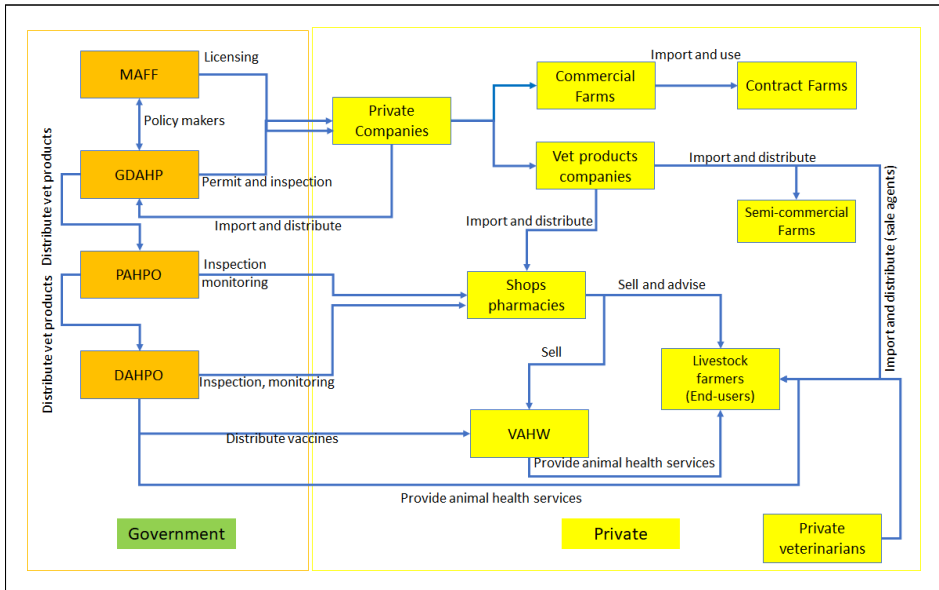 MAFF
Licensing
Policy makers
GDAHP
Permit and inspection
Import and distribute
Distribute vet products
PAHPO
Inspection
monitoring
Distribute vet products
DAHPO
Inspection, monitoring
Distribute vaccines
Provide animal health services
Government
Private
Companies
Commercial
Farms
Import and use
Contract Farms
Vet products
companies
Import and distribute
Semi-commercial
Farms
Import and distribute
Import and distribute ( sale agents)
Shops
pharmacies
Sell and advise
Sell
Livestock
farmers
(End-users)
VAHW
Provide animal health services
Private
Private
veterinarians